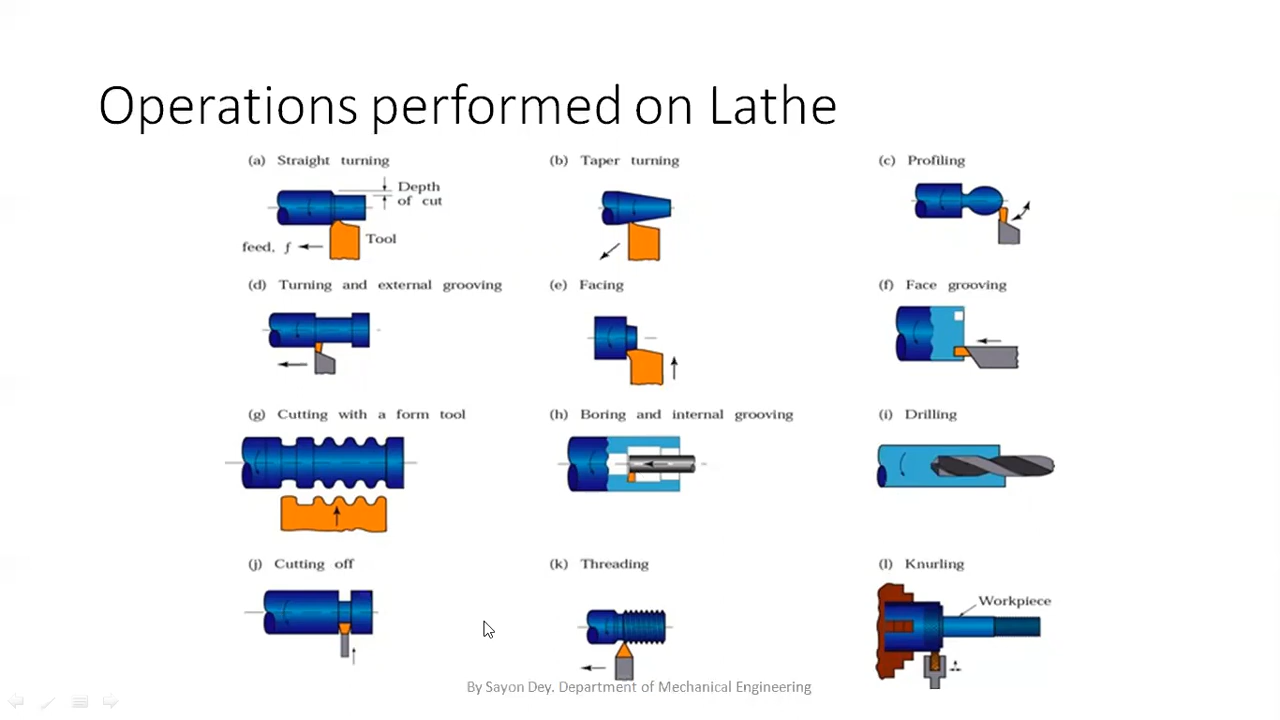 Operations performed on Lathe
(a) Straight turning
Depth
of cut
feed, f
Tool
(b) Taper turning
(c) Profiling
(d) Turning and external grooving
(e) Facing
(f) Face grooving
(g) Cutting with a form tool
(h) Boring and internal grooving
(i) Drilling
(j) Cutting off
(k) Threading
(l) Knurling
Workpiece
By Sayon Dey. Department of Mechanical Engineering